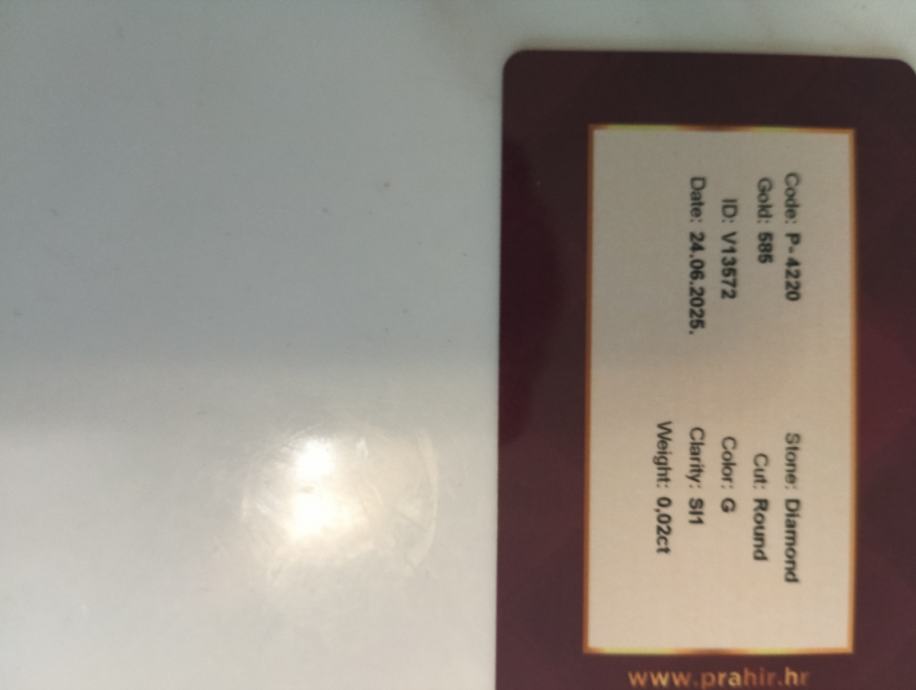 Code: P- 4220
Gold: 585
ID: V13572
Date: 24.06.2025.
Stone: Diamond
Cut: Round
Color: G
Clarity: SI1
Weight: 0,02ct
www.prahir.hr